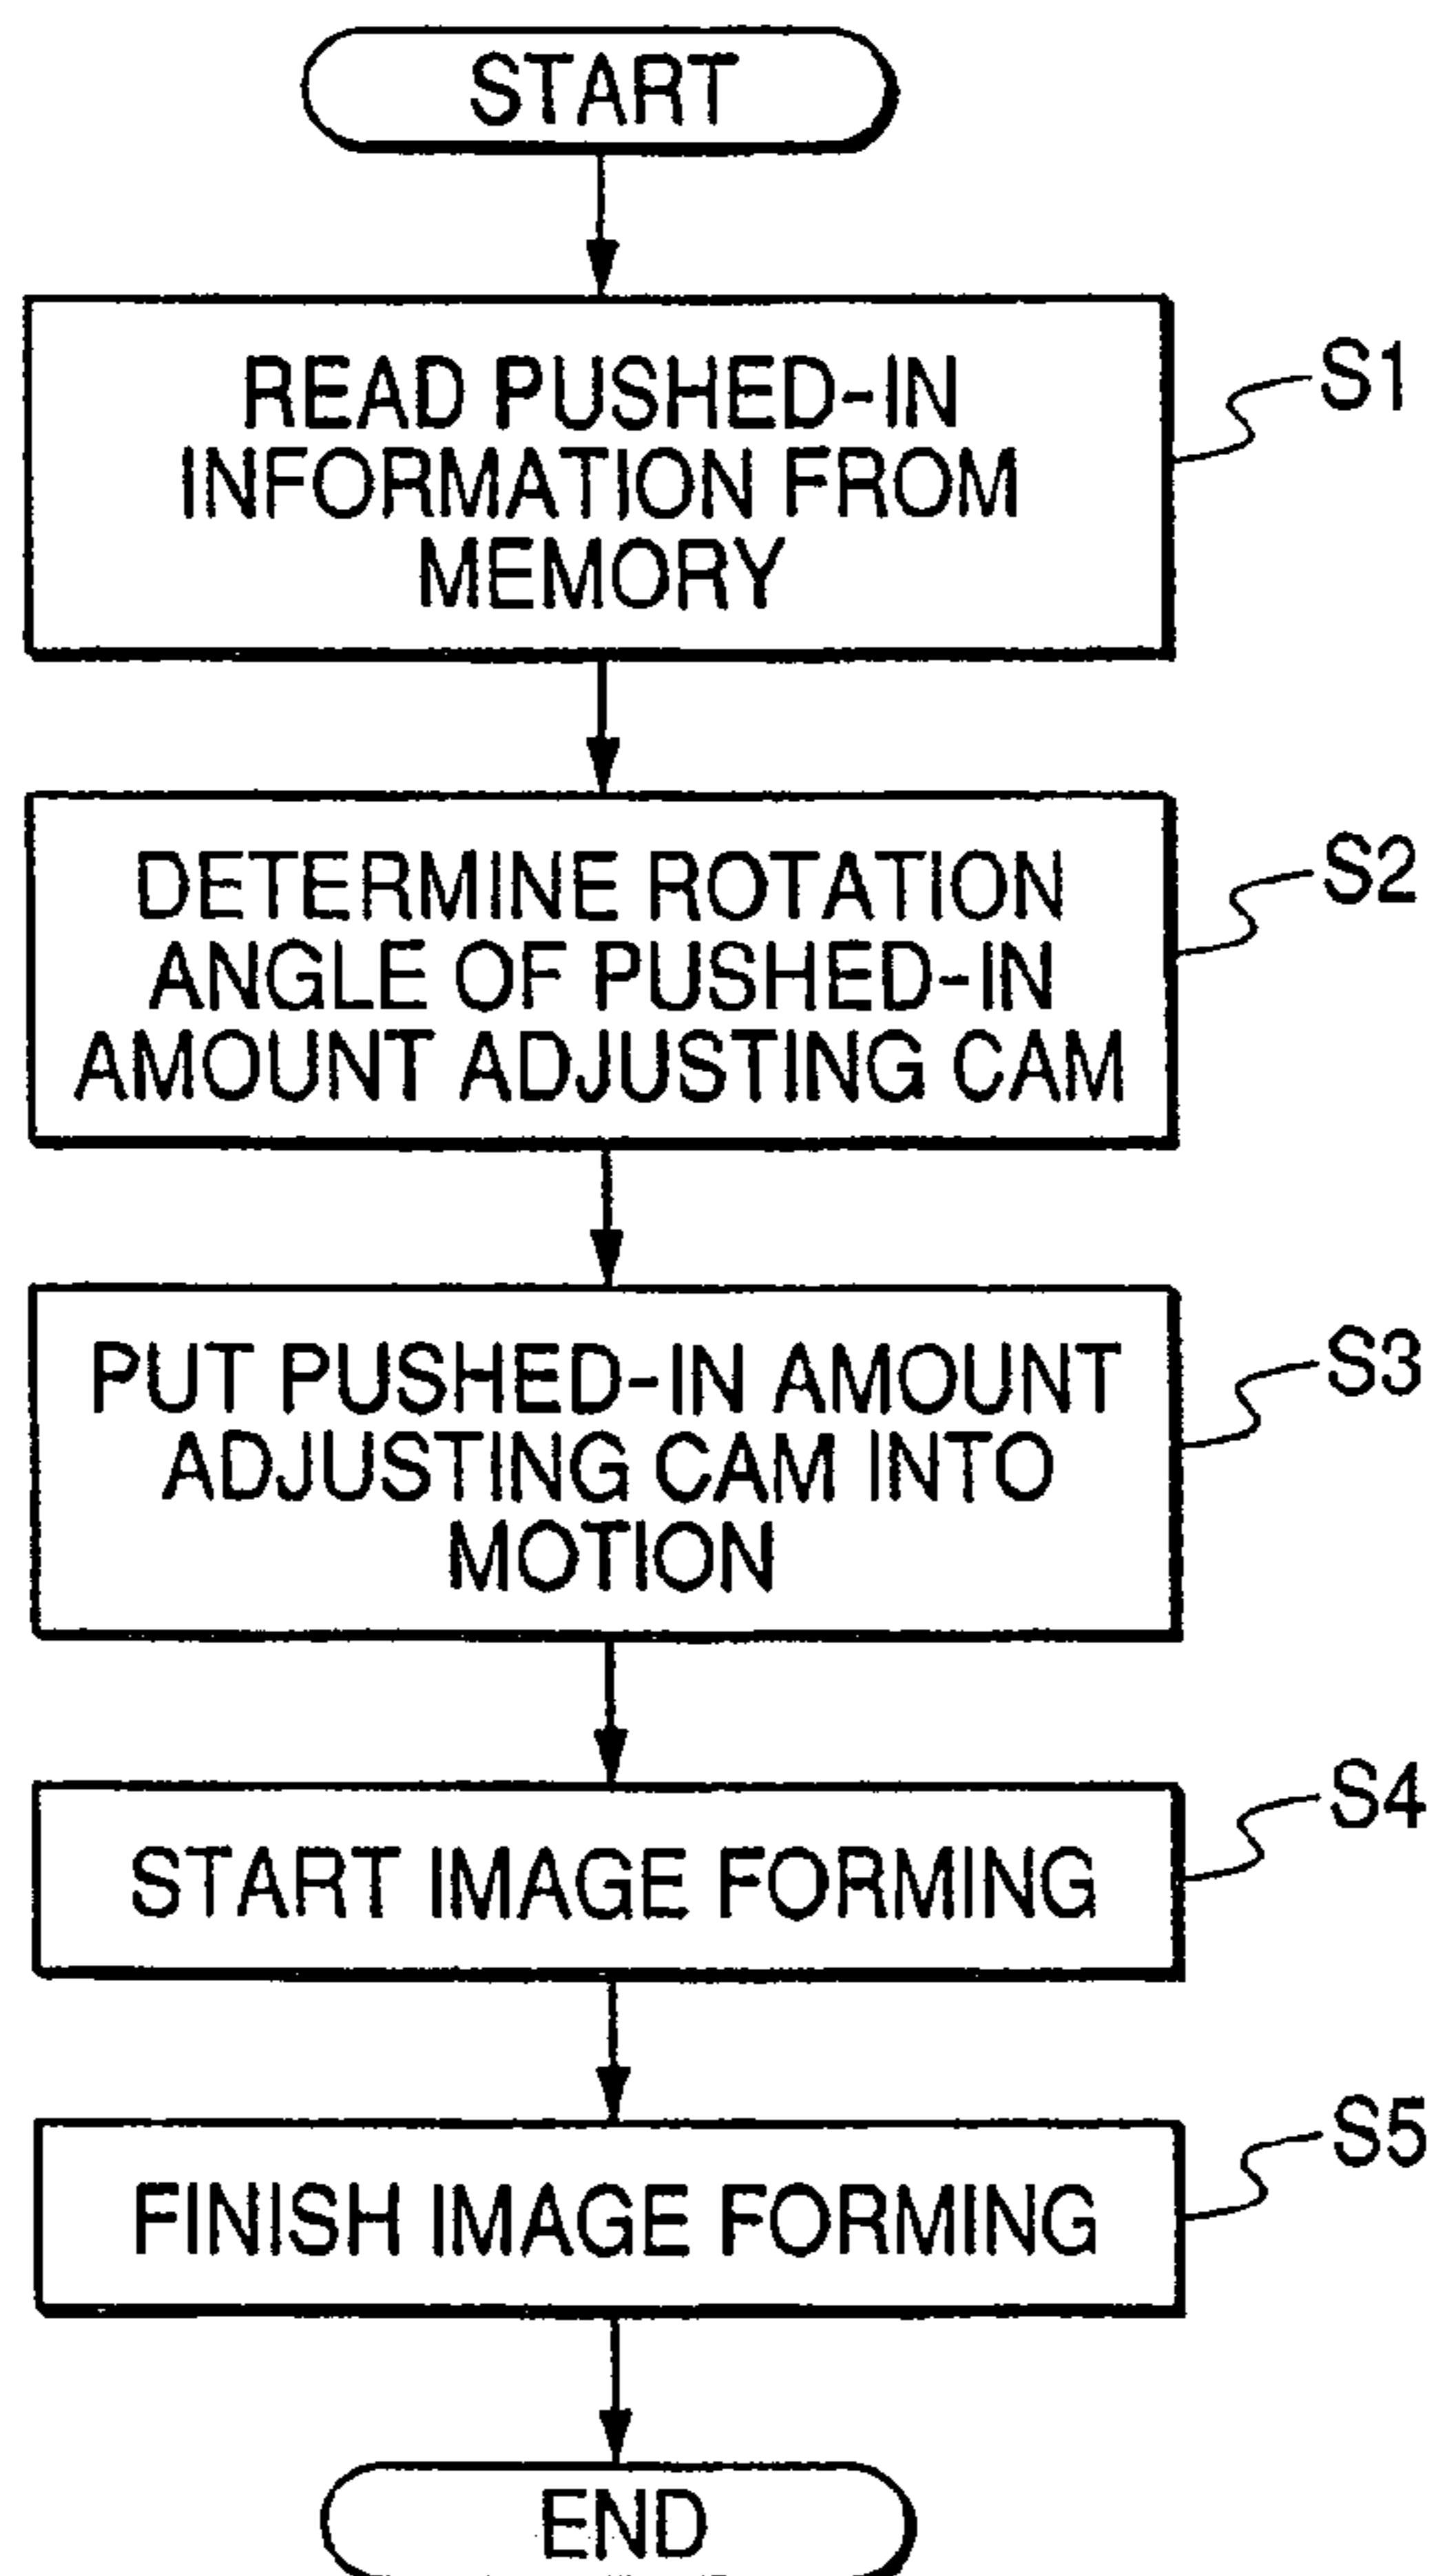 START
READ PUSHED-IN
INFORMATION FROM
MEMORY
S1
DETERMINE ROTATION
ANGLE OF PUSHED-IN
AMOUNT ADJUSTING CAM
S2
PUT PUSHED-IN AMOUNT
ADJUSTING CAM INTO
MOTION
S3
START IMAGE FORMING
S4
FINISH IMAGE FORMING
S5
END